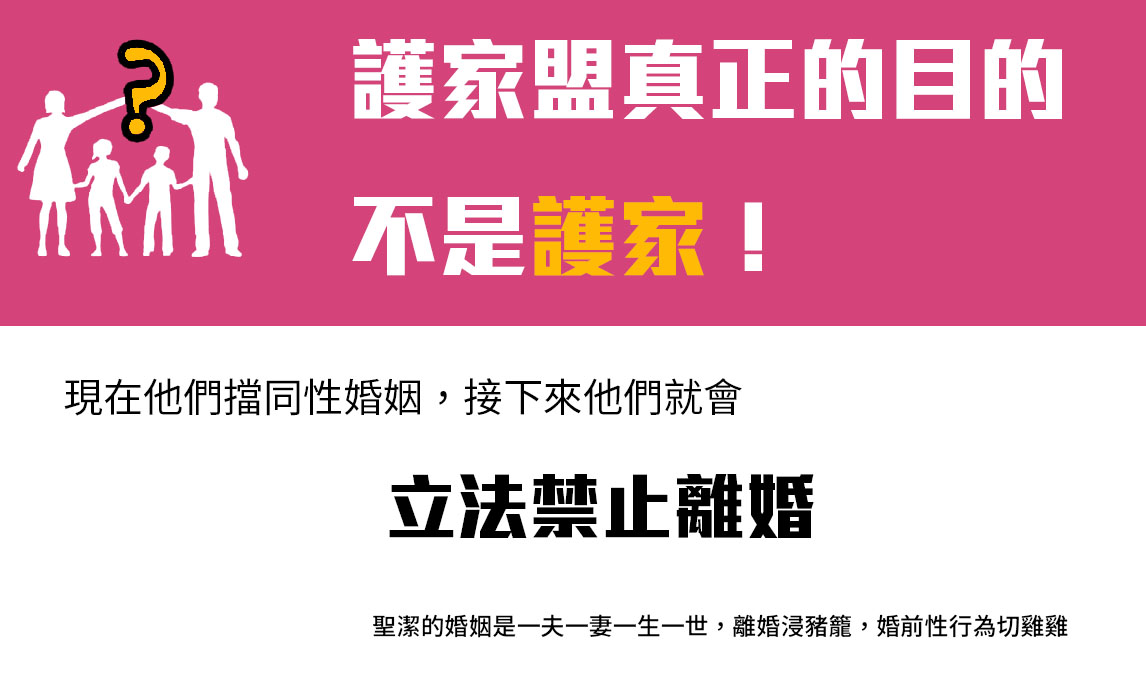 護家盟真正的目的
不是護家！
現在他們擋同性婚姻，接下來他們就會
立法禁止離婚
聖潔的婚姻是一夫一妻一生一世，離婚浸豬籠，婚前性行為切雞雞